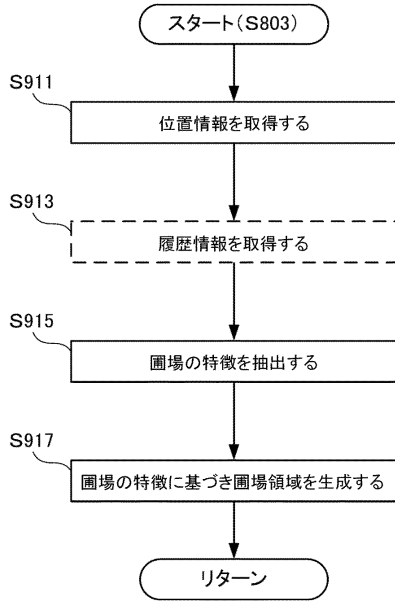 スタート(S803)
S911
位置情報を取得する
S913
履歴情報を取得する
S915
圃場の特徴を抽出する
S917
圃場の特徴に基づき圃場領域を生成する
リターン